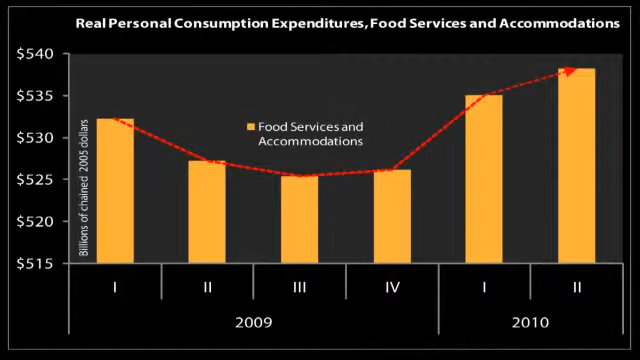 Real Personal Consumption Expenditures, Food Services and Accommodations
$540
$535
$530
$525
$520
$515
Billions of chained 2005 dollars
Food Services and
Accommodations
I II III IV I II
2009 2010